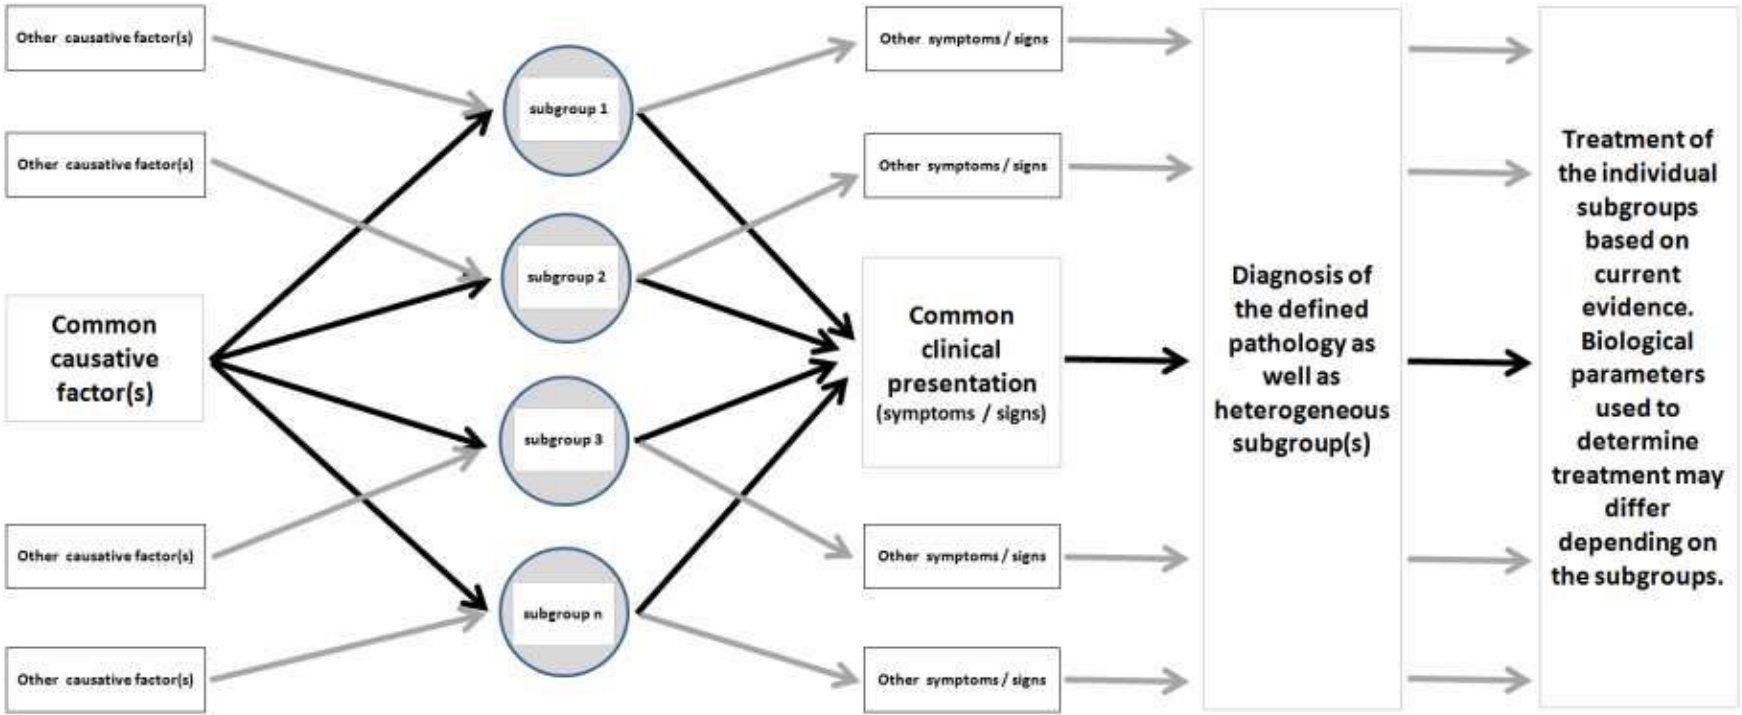 Other causative factor(s)
Other causative factor(s)
Common
causative
factor(s)
Other causative factor(s)
Other causative factor(s)
subgroup 1
subgroup 2
subgroup 3
subgroup n
Other symptoms / signs
Other symptoms / signs
Common
clinical
presentation
(symptoms / signs)
Other symptoms / signs
Other symptoms / signs
Diagnosis of
the defined
pathology as
well as
heterogeneous
subgroup(s)
Treatment of
the individual
subgroups
based on
current
evidence.
Biological
parameters
used to
determine
treatment may
differ
depending on
the subgroups.